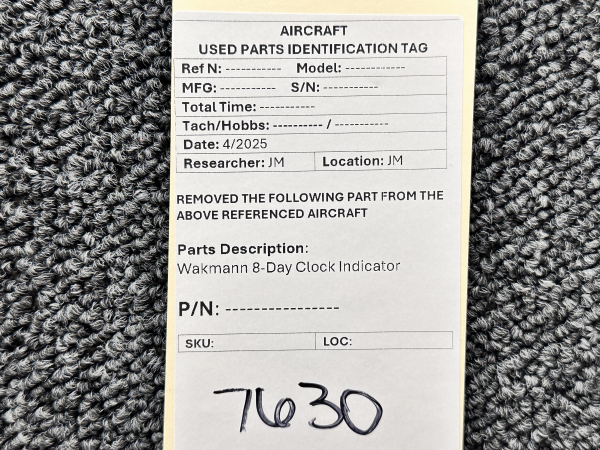 AIRCRAFT
USED PARTS IDENTIFICATION TAG
Ref N: ----------- Model: ------------
MFG: ----------- S/N: -----------
Total Time: -----------
Tach/Hobbs: ---------- / -----------
Date: 4/2025
Researcher: JM Location: JM
REMOVED THE FOLLOWING PART FROM THE
ABOVE REFERENCED AIRCRAFT
Parts Description:
Wakmann 8-Day Clock Indicator
P/N: ----------------
SKU: LOC:
7630